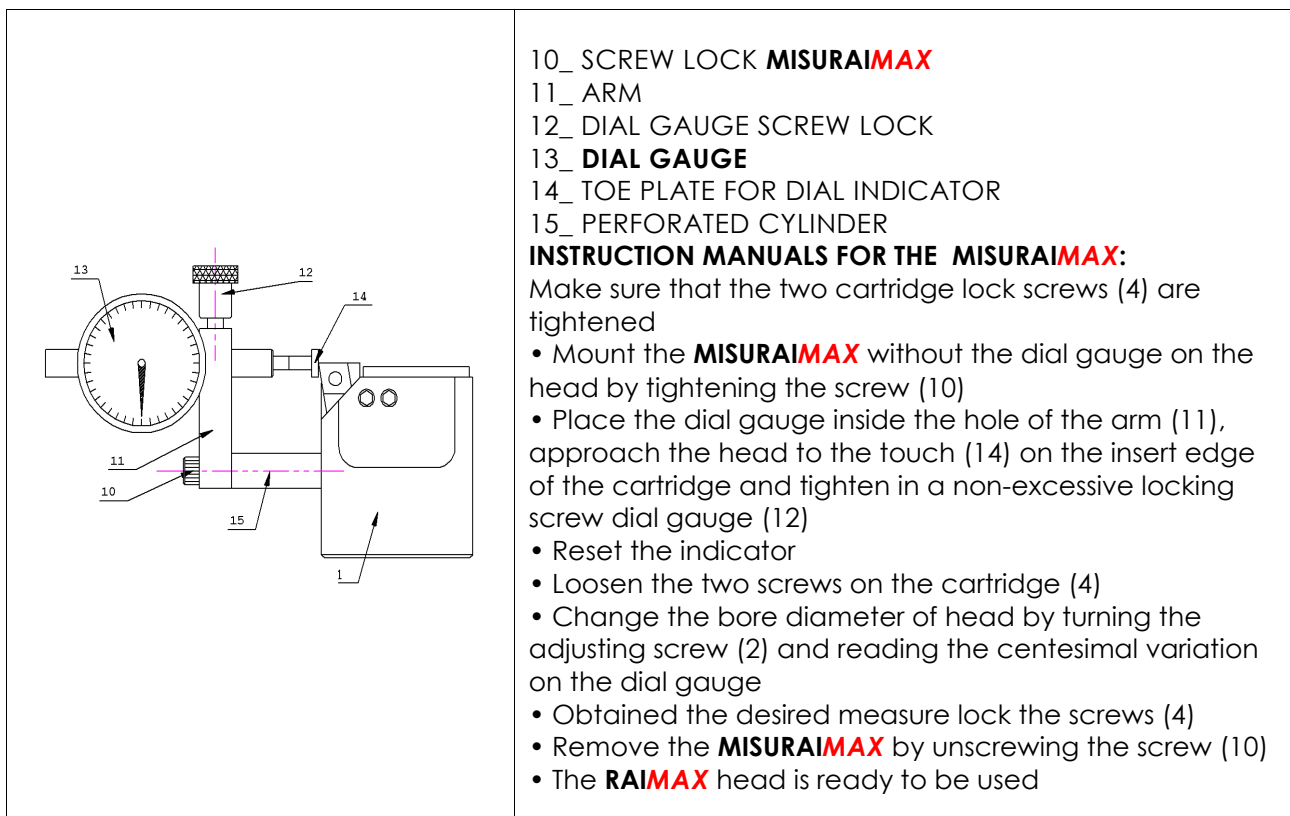 13
12
14
11
10
15
1
10_ SCREW LOCK MISURAIMAX
11_ ARM
12_ DIAL GAUGE SCREW LOCK
13_ DIAL GAUGE
14_ TOE PLATE FOR DIAL INDICATOR
15_ PERFORATED CYLINDER
INSTRUCTION MANUALS FOR THE MISURAIMAX:
Make sure that the two cartridge lock screws (4) are
tightened
• Mount the MISURAIMAX without the dial gauge on the
head by tightening the screw (10)
• Place the dial gauge inside the hole of the arm (11),
approach the head to the touch (14) on the insert edge
of the cartridge and tighten in a non-excessive locking
screw dial gauge (12)
• Reset the indicator
• Loosen the two screws on the cartridge (4)
• Change the bore diameter of head by turning the
adjusting screw (2) and reading the centesimal variation
on the dial gauge
• Obtained the desired measure lock the screws (4)
• Remove the MISURAIMAX by unscrewing the screw (10)
• The RAIMAX head is ready to be used